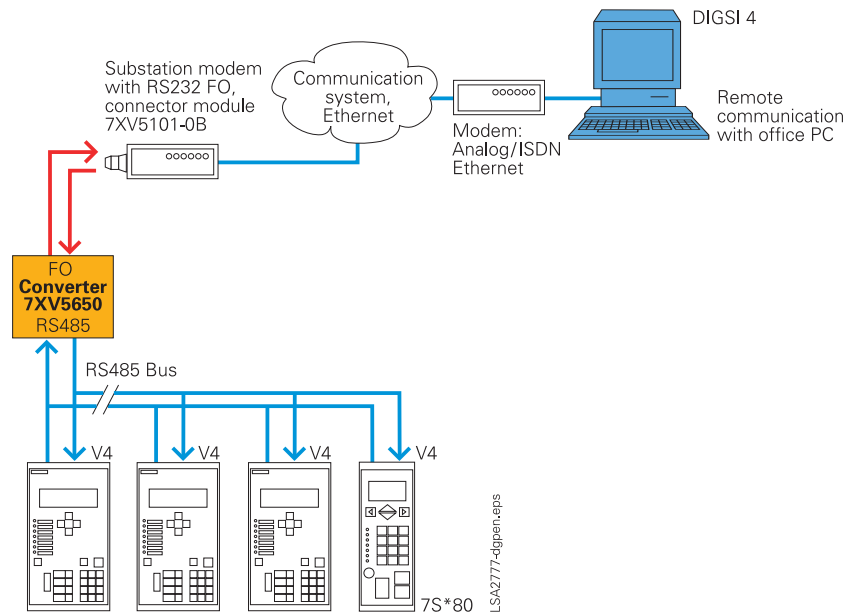 DIGSI 4
Substation modem
with RS232 FO,
connector module
7XV5101-0B
Communication
system,
Ethernet
Modem:
Analog/ISDN
Ethernet
Remote
communication
with office PC
FO
Converter
7XV5650
RS485
RS485 Bus
V4
V4
V4
V4
7S*80
LSA2777-dgpen.eps